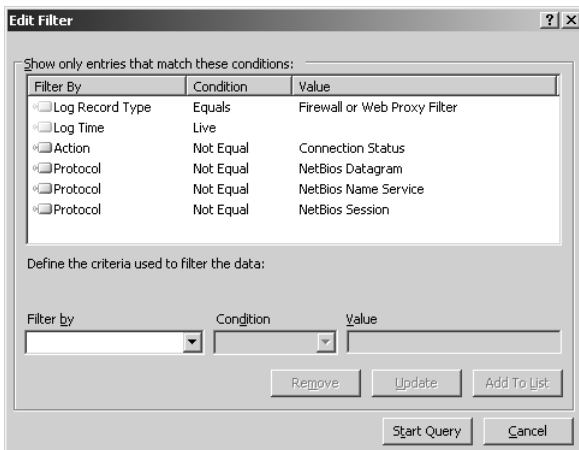 Edit Filter
Show only entries that match these conditions:
Filter By Condition Value
Log Record Type Equals Firewall or Web Proxy Filter
Log Time Live
Action Not Equal Connection Status
Protocol Not Equal NetBios Datagram
Protocol Not Equal NetBios Name Service
Protocol Not Equal NetBios Session
Define the criteria used to filter the data:
Filter by Condition Value
Remove Update Add To List
Start Query Cancel